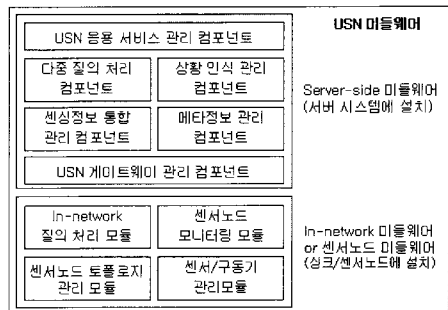 USN 미들웨어
USN 응용 서비스 관리 컴포넌트
다중 질의 처리
컴포넌트
상황 인식 관리
컴포넌트
센싱정보 통합
관리 컴포넌트
메타정보 관리
컴포넌트
USN 게이트웨이 관리 컴포넌트
Server-side 미들웨어
(서버 시스템에 설치)
In-network
질의 처리 모듈
센서노드
모니터링 모듈
센서노드 토폴로지
관리 모듈
센서/구동기
관리모듈
In-network 미들웨어
or 센서노드 미들웨어
(싱크/센서노드에 설치)